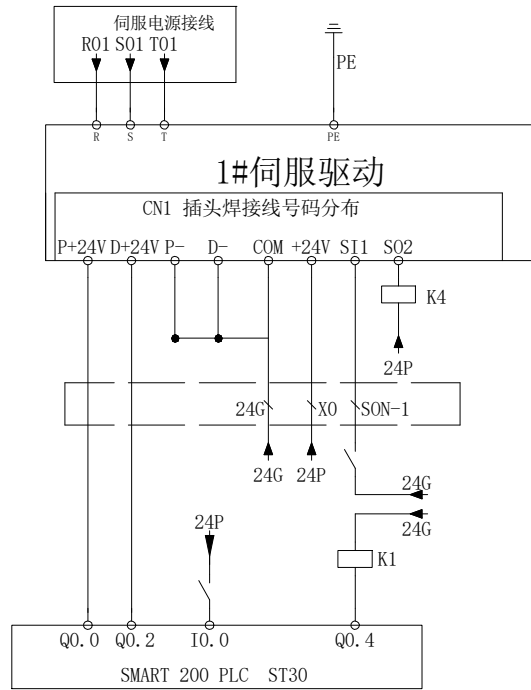 伺服电源接线
R01 S01 T01
PE
R S T PE
1#伺服驱动
CN1 插头焊接线号码分布
P+24V D+24V P- D- COM +24V SI1 SO2
K4
24P
24G X0 SON-1
24G 24P
24G
24G
24P
K1
Q0.0 Q0.2 I0.0 Q0.4
SMART 200 PLC ST30